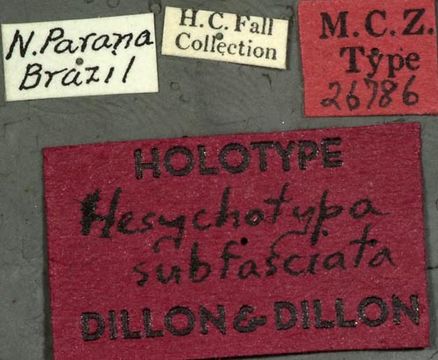 N. Parana
Brazil
H. C. Fall
Collection
M. C. Z.
Type
26786
HOLOTYPE
Hesychotypa
subfasciata
DILLON & DILLON